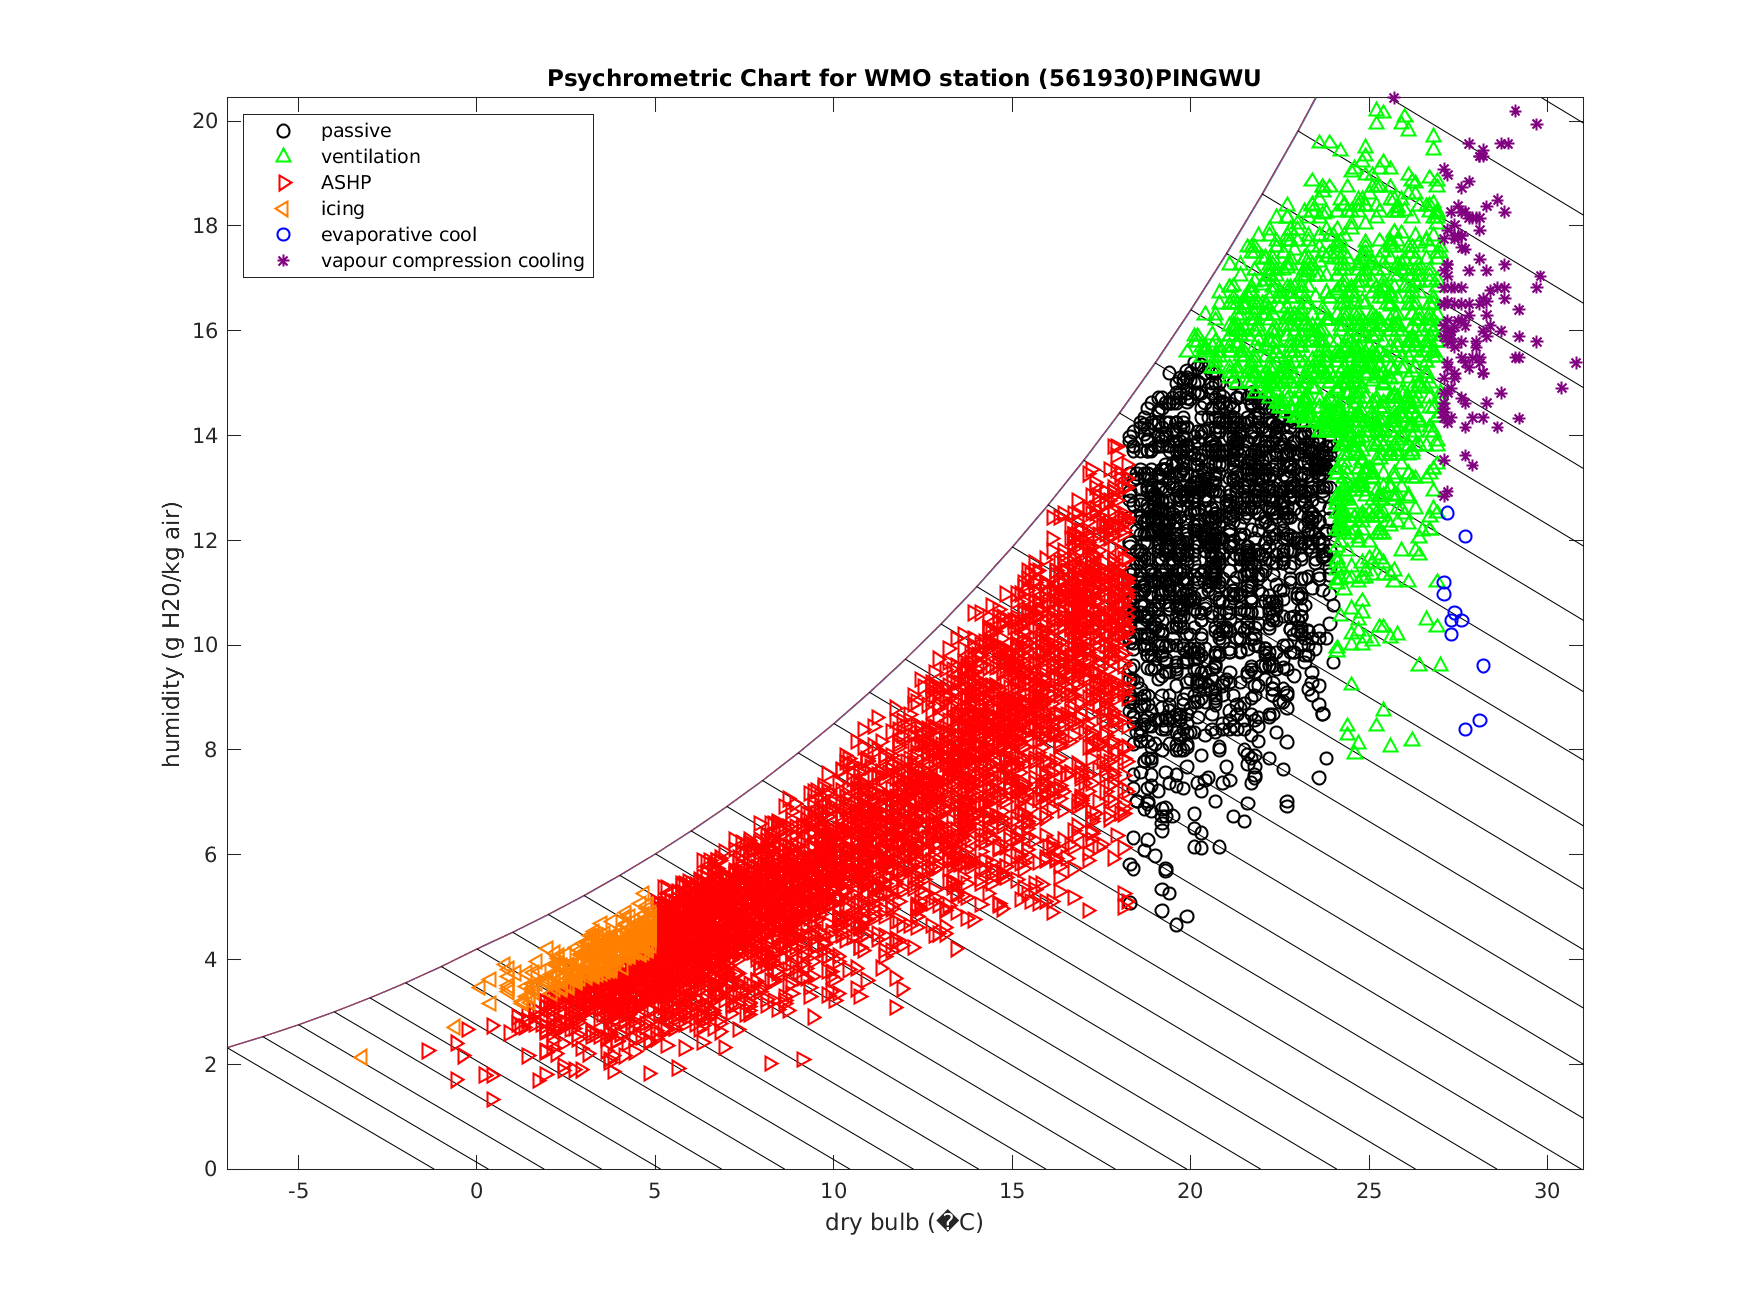 Psychrometric Chart for WMO station (561930)PINGWU
passive
ventilation
ASHP
icing
evaporative cool
vapour compression cooling
humidity (g H20/kg air)
20
18
16
14
12
10
8
6
4
2
0
-5
0
5
10
15
20
25
30
dry bulb (�C)